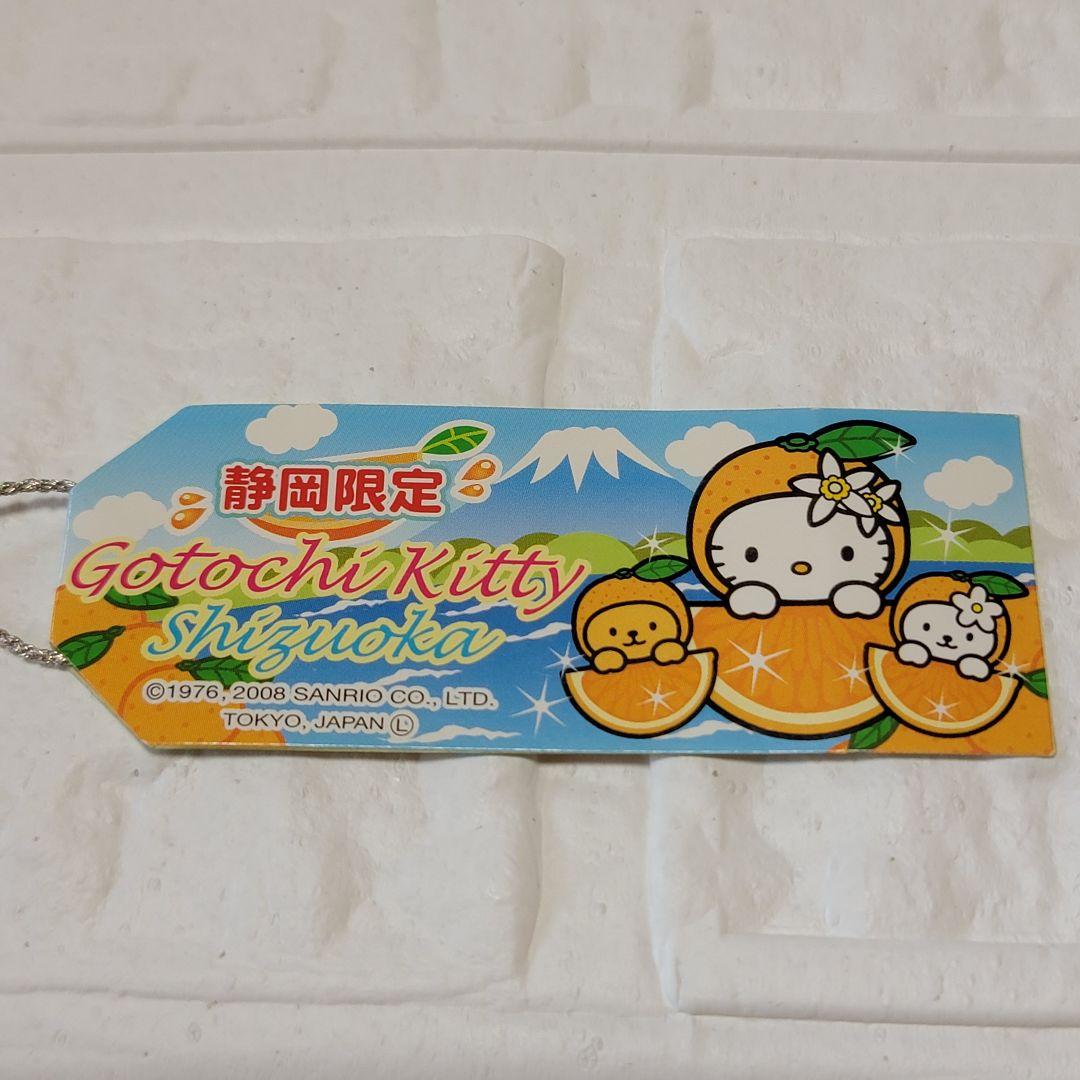 静岡限定
Gotochi Kitty
Shizuoka
©1976, 2008 SANRIO CO., LTD.
TOKYO, JAPAN Ⓛ